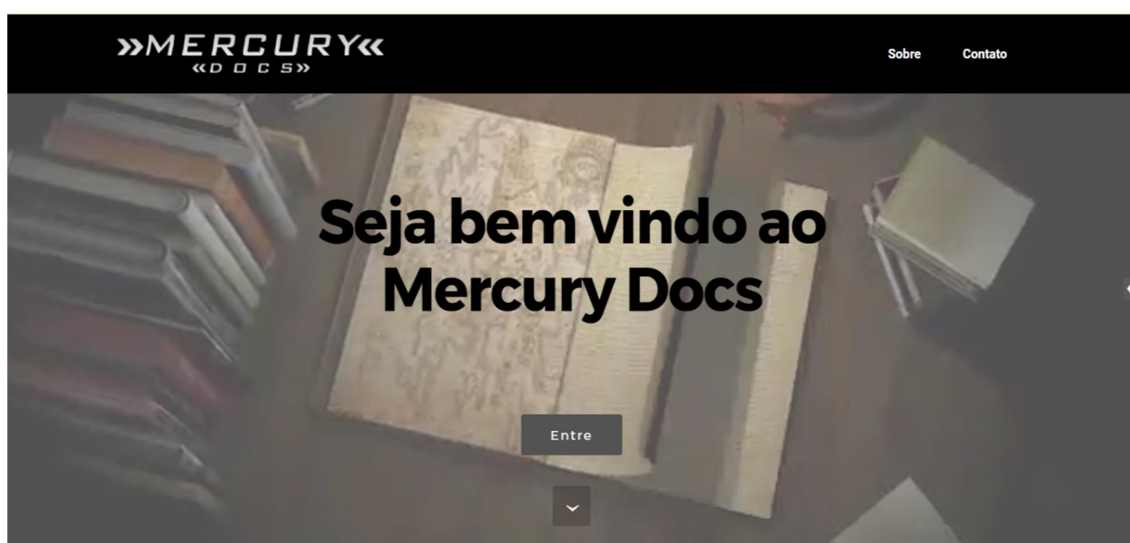 »MERCURY«
«DOCS»
Sobre
Contato
Seja bem vindo ao
Mercury Docs
Entre